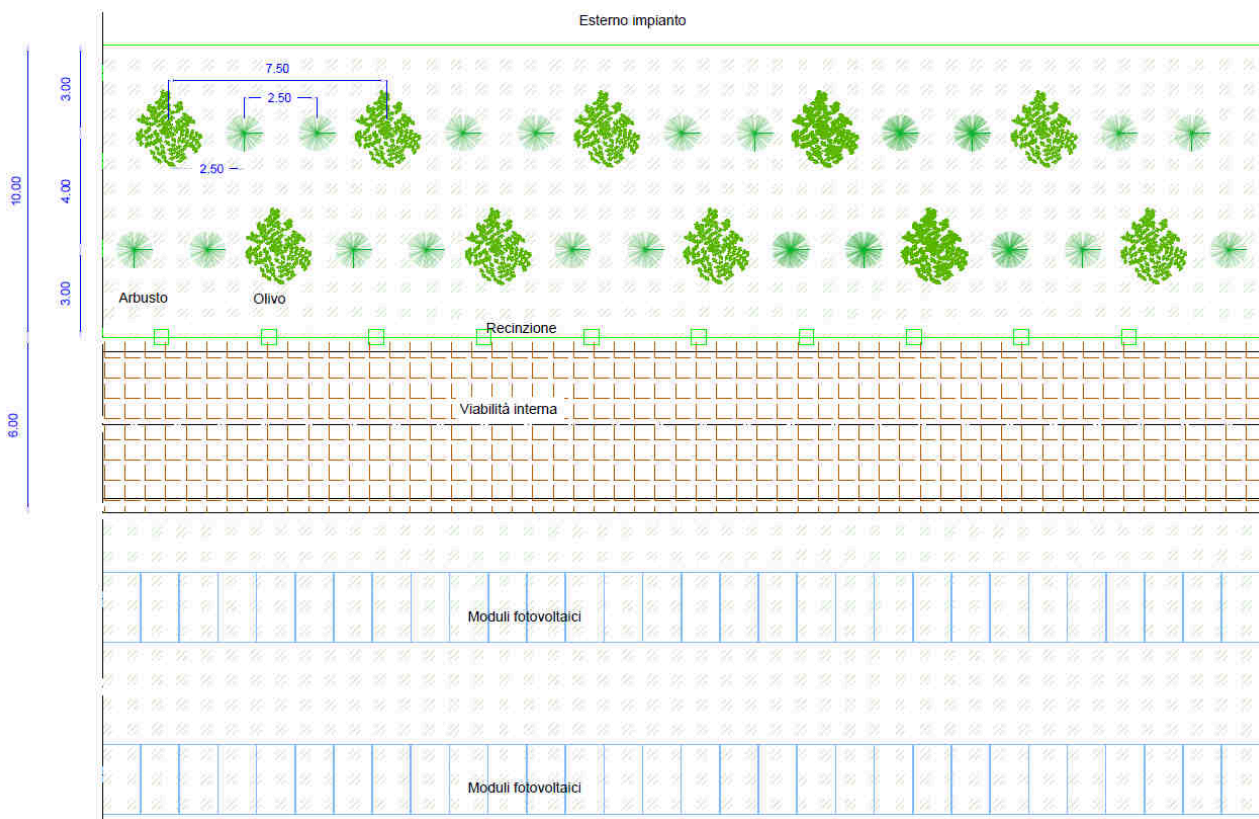 Esterno impianto
7.50
3.00
2.50
2.50
10.00
4.00
3.00
Arbusto
Olivo
Recinzione
6.00
Viabilità interna
Moduli fotovoltaici
Moduli fotovoltaici